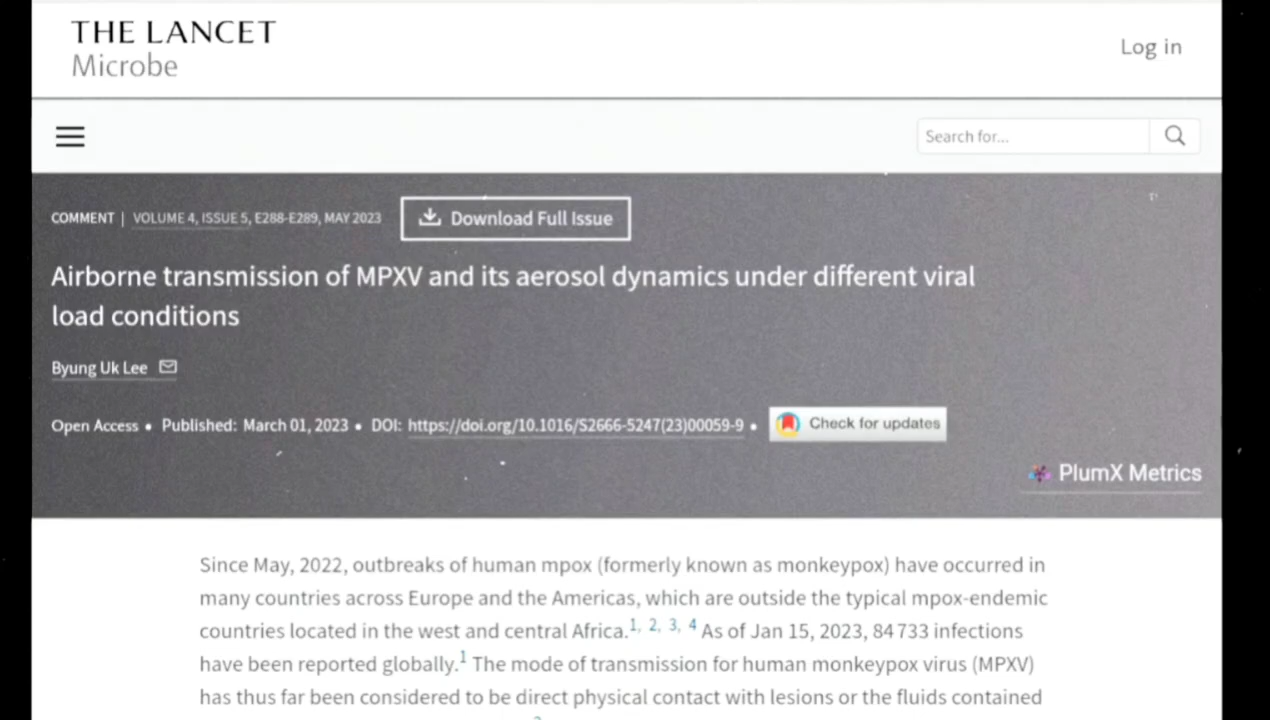 THE LANCET
Microbe
Log in
Search for...
COMMENT | VOLUME 4, ISSUE 5, E288-E289, MAY 2023
Download Full Issue
Airborne transmission of MPXV and its aerosol dynamics under different viral
load conditions
Byung Uk Lee
Open Access • Published: March 01, 2023 • DOI: https://doi.org/10.1016/S2666-5247(23)00059-9 •
Check for updates
PlumX Metrics
Since May, 2022, outbreaks of human mpox (formerly known as monkeypox) have occurred in
many countries across Europe and the Americas, which are outside the typical mpox-endemic
countries located in the west and central Africa.1, 2, 3, 4 As of Jan 15, 2023, 84 733 infections
have been reported globally.1 The mode of transmission for human monkeypox virus (MPXV)
has thus far been considered to be direct physical contact with lesions or the fluids contained